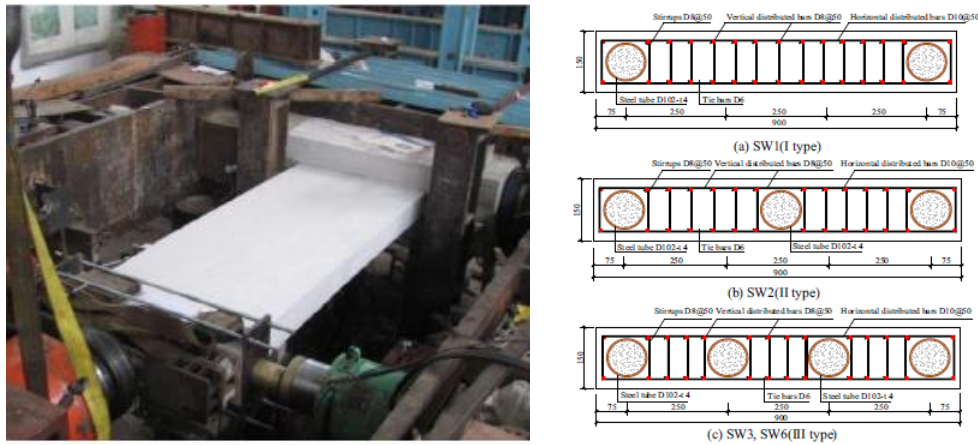 Stirrups D8@50 Vertical distributed bars D8@50 Horizontal distributed bars D10@50
150
Steel tube D102-t4 Tie bars D6
75 250 250 250 75
900
(a) SW1(I type)
Stirrups D8@50 Vertical distributed bars D8@50 Horizontal distributed bars D10@50
150
Steel tube D102-t4 Tie bars D6 Steel tube D102-t4
75 250 250 250 75
900
(b) SW2(II type)
Stirrups D8@50 Vertical distributed bars D8@50 Horizontal distributed bars D10@50
150
Steel tube D102-t4 Tie bars D6 Steel tube D102-t4
75 250 250 250 75
900
(c) SW3, SW6(III type)